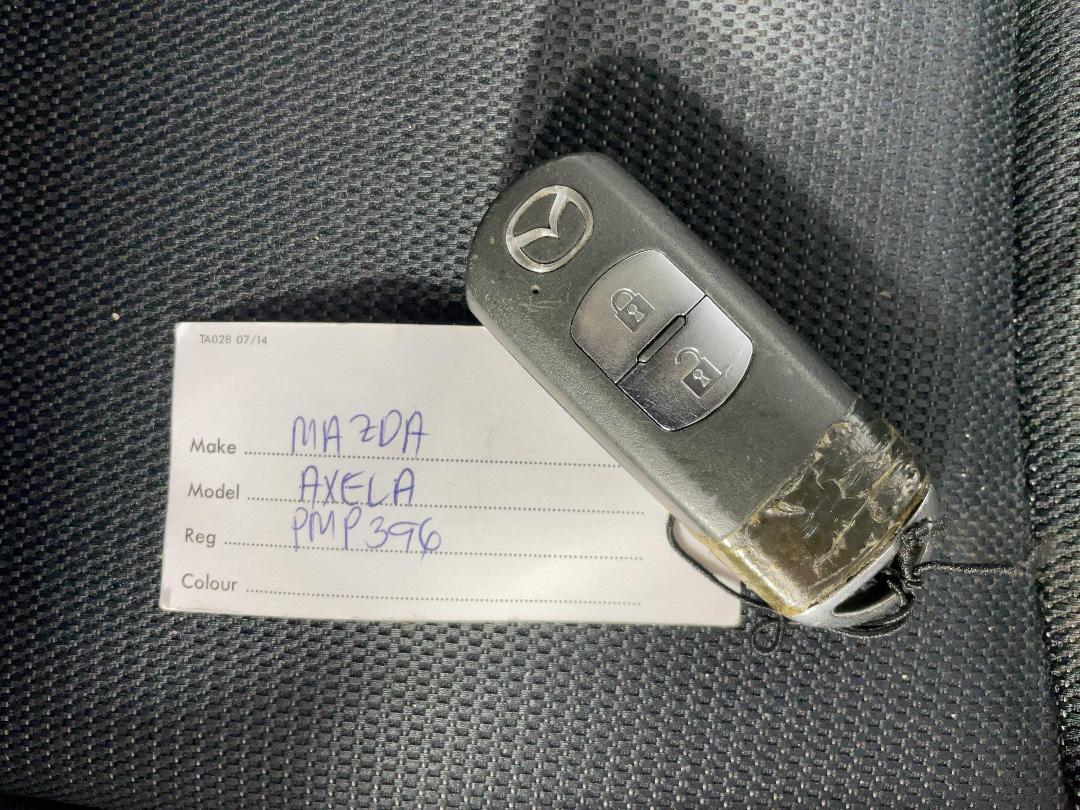 TA028 07/14
Make MAZDA
Model AXELA
Reg PMP396
Colour